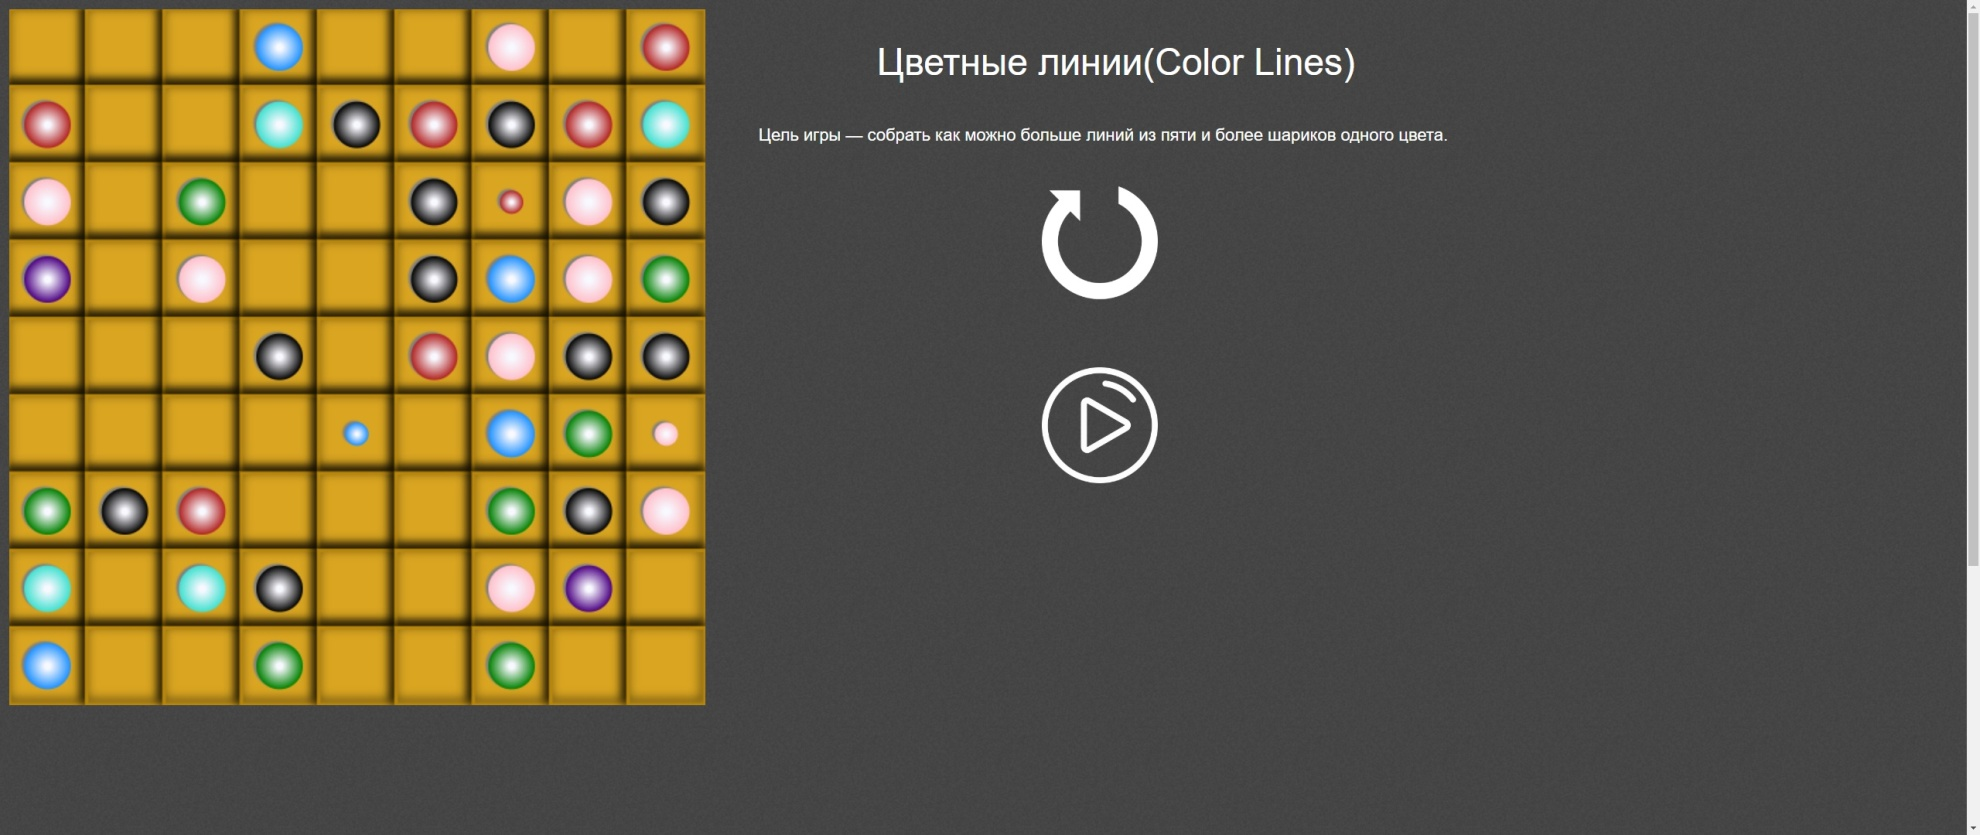 Цветные линии(Color Lines)
Цель игры — собрать как можно больше линий из пяти и более шариков одного цвета.